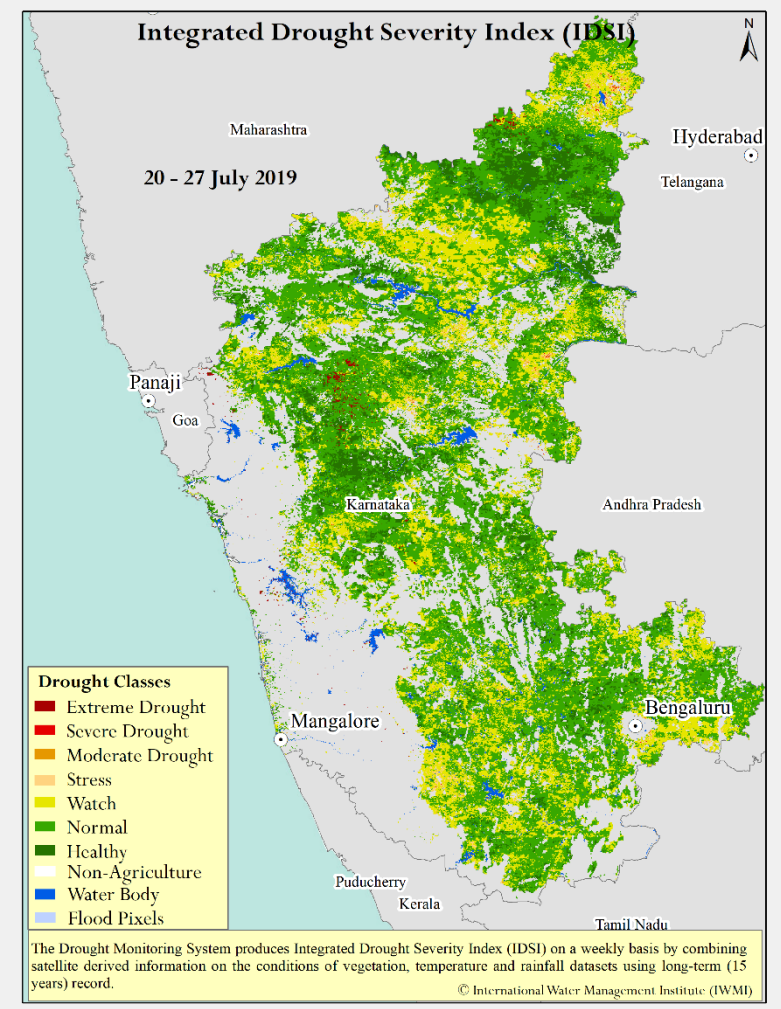 Integrated Drought Severity Index (IDSI)
N
Maharashtra
Hyderabad
20 - 27 July 2019
Telangana
Panaji
Goa
Karnataka
Andhra Pradesh
Drought Classes
Extreme Drought
Severe Drought
Moderate Drought
Stress
Watch
Normal
Healthy
Non-Agriculture
Water Body
Flood Pixels
Mangalore
Bengaluru
Puducherry
Kerala
Tamil Nadu
The Drought Monitoring System produces Integrated Drought Severity Index (IDSI) on a weekly basis by combining
satellite derived information on the conditions of vegetation, temperature and rainfall datasets using long-term (15
years) record.
© International Water Management Institute (IWMI)